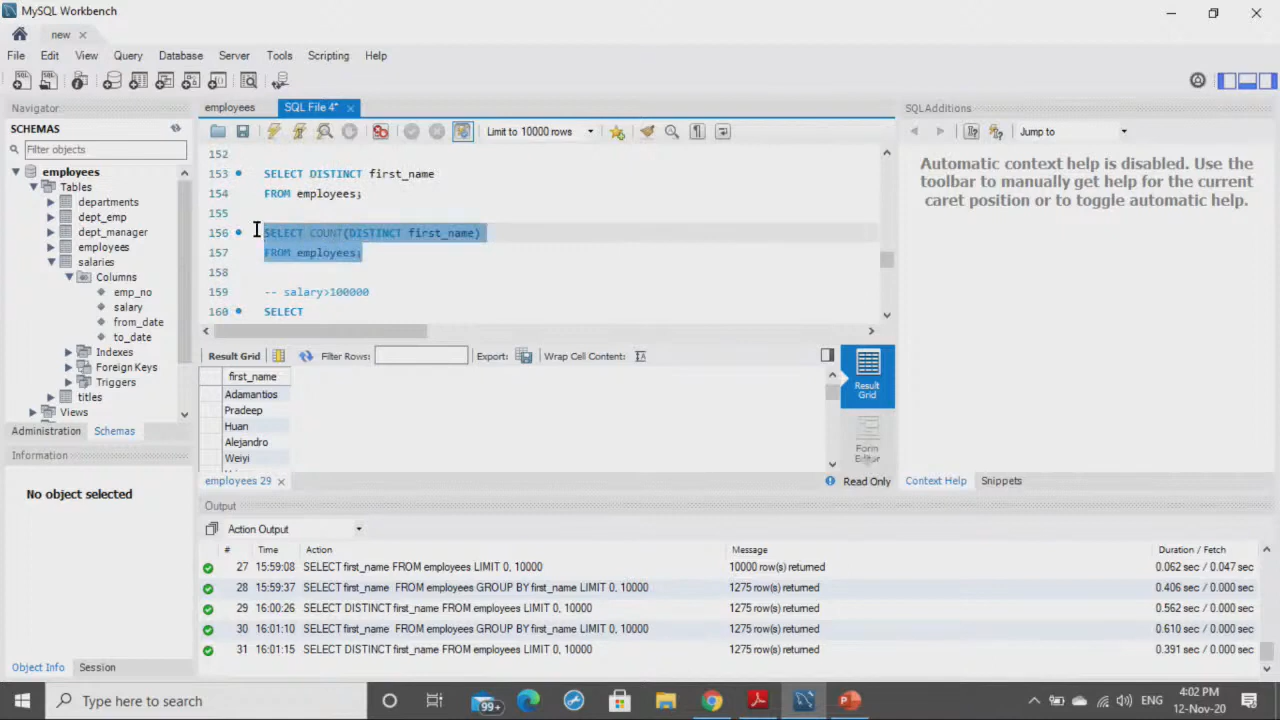 MySQL Workbench
new
File Edit View Query Database Server Tools Scripting Help
Navigator
SCHEMAS
Filter objects
employees
Tables
departments
dept_emp
dept_manager
employees
salaries
Columns
emp_no
salary
from_date
to_date
Indexes
Foreign Keys
Triggers
titles
Views
Administration Schemas
Information
No object selected
Object Info Session
employees SQL File 4*
Limit to 10000 rows
152
153 SELECT DISTINCT first_name
154 FROM employees;
155
156 SELECT COUNT(DISTINCT first_name)
157 FROM employees;
158
159 -- salary>100000
160 SELECT
Result Grid Filter Rows: Export: Wrap Cell Content:
first_name
Adamantios
Pradeep
Huan
Alejandro
Weiyi
Result Grid
Form Editor
employees 29
Read Only
SQLAdditions
Jump to
Automatic context help is disabled. Use the
toolbar to manually get help for the current
caret position or to toggle automatic help.
Context Help Snippets
Output
Action Output
# Time Action Message Duration / Fetch
27 15:59:08 SELECT first_name FROM employees LIMIT 0, 10000 10000 row(s) returned 0.062 sec / 0.047 sec
28 15:59:37 SELECT first_name FROM employees GROUP BY first_name LIMIT 0, 10000 1275 row(s) returned 0.406 sec / 0.000 sec
29 16:00:26 SELECT DISTINCT first_name FROM employees LIMIT 0, 10000 1275 row(s) returned 0.562 sec / 0.000 sec
30 16:01:10 SELECT first_name FROM employees GROUP BY first_name LIMIT 0, 10000 1275 row(s) returned 0.610 sec / 0.000 sec
31 16:01:15 SELECT DISTINCT first_name FROM employees LIMIT 0, 10000 1275 row(s) returned 0.391 sec / 0.000 sec
Type here to search
99+
ENG
4:02 PM
12-Nov-20